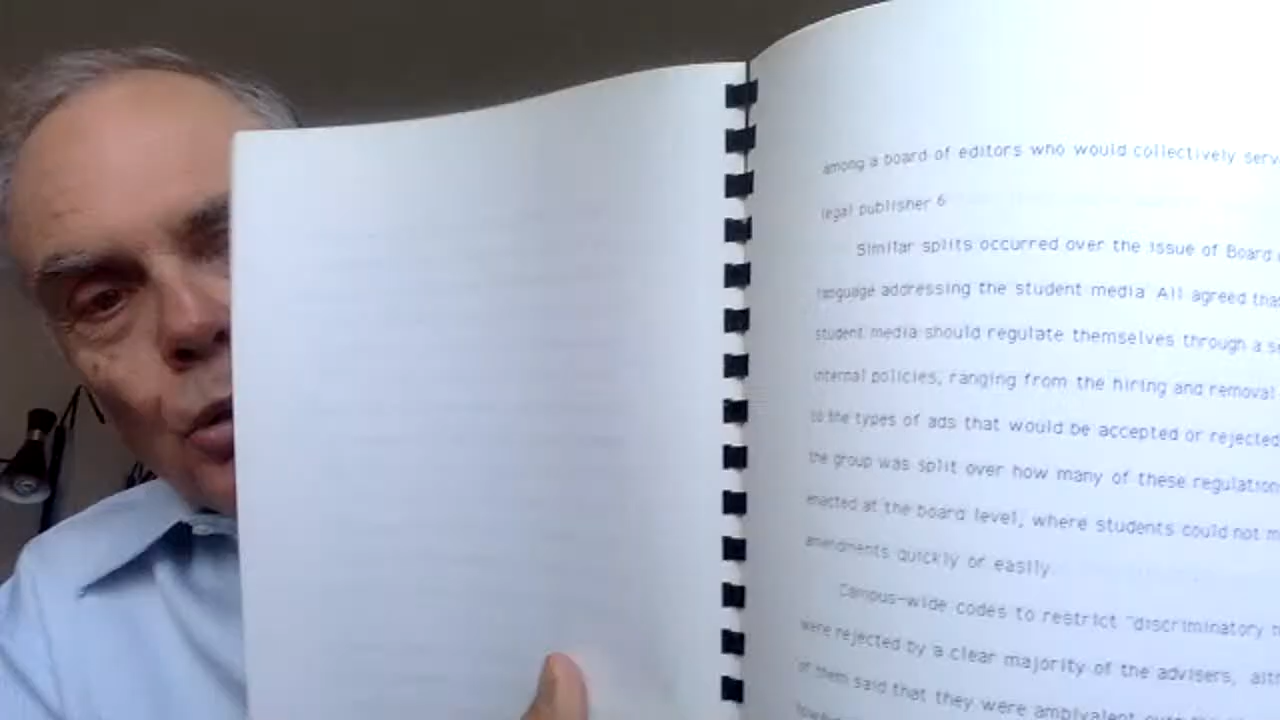 among a board of editors who would collectively
legal publisher 6
Similar splits occurred over the issue of Board
language addressing the student media All agreed
student media should regulate themselves through a
internal policies, ranging from the hiring and removal
to the types of ads that would be accepted or rejected
the group was split over how many of these regulation
enacted at the board level, where students could not
amendments quickly or easily.
Campus-wide codes to restrict "discriminatory
were rejected by a clear majority of the advisers,
of them said that they were ambivalent